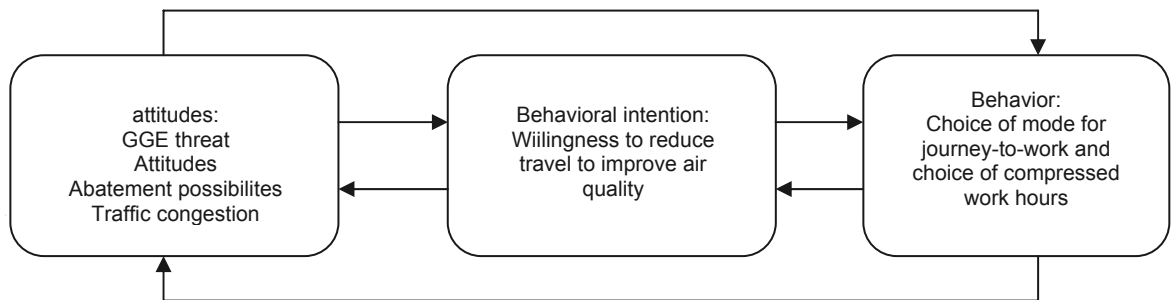 attitudes:
GGE threat
Attitudes
Abatement possibilites
Traffic congestion
Behavioral intention:
Wiilingness to reduce
travel to improve air
quality
Behavior:
Choice of mode for
journey-to-work and
choice of compressed
work hours